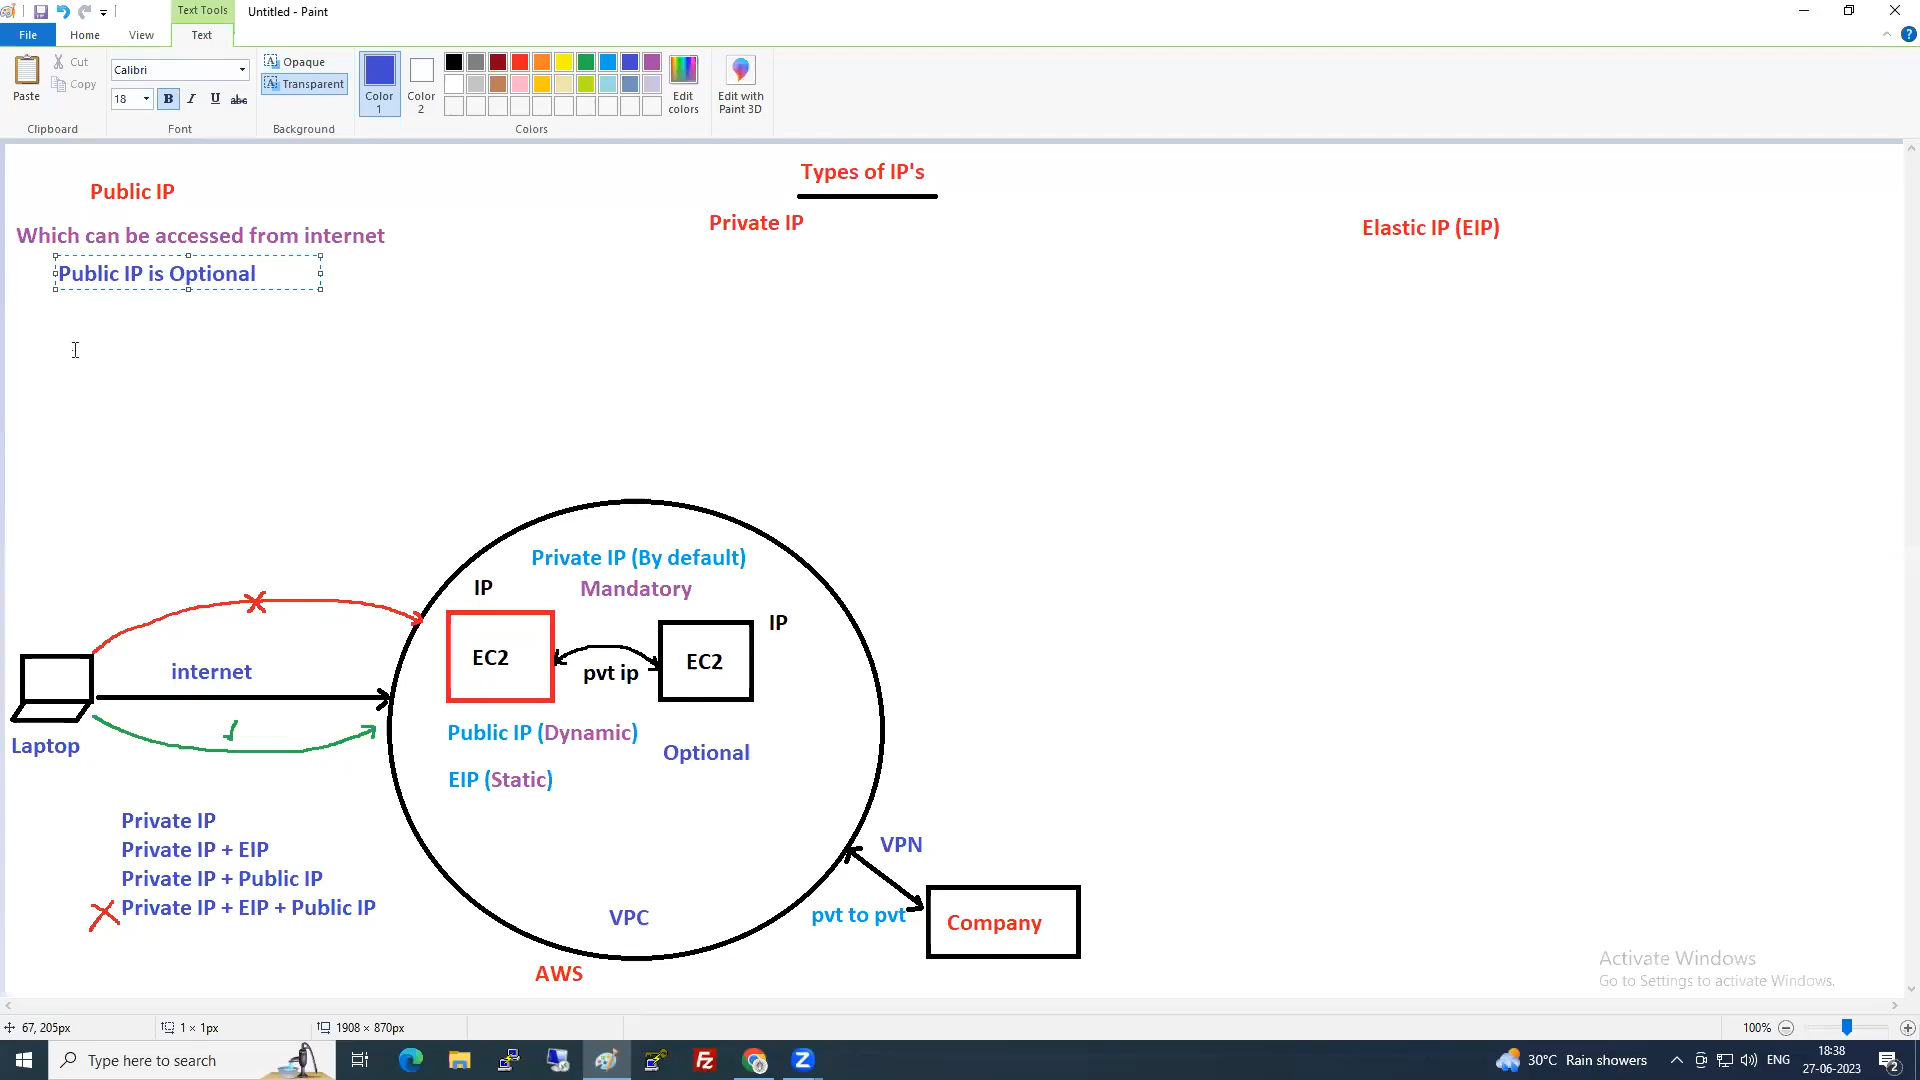 Text Tools
Untitled - Paint
File
Home
View
Text
Paste
Cut
Copy
Clipboard
Calibri
18
B
I
U
abc
Font
Opaque
Transparent
Background
Color
1
Color
2
Edit
colors
Colors
Edit with
Paint 3D
Types of IP's
Public IP
Private IP
Elastic IP (EIP)
Which can be accessed from internet
Public IP is Optional
Private IP (By default)
Mandatory
IP
IP
EC2
EC2
pvt ip
internet
Laptop
Public IP (Dynamic)
Optional
EIP (Static)
Private IP
Private IP + EIP
Private IP + Public IP
Private IP + EIP + Public IP
VPC
AWS
VPN
pvt to pvt
Company
Activate Windows
Go to Settings to activate Windows.
67, 205px
1 × 1px
1908 × 870px
100%
Type here to search
30°C Rain showers
ENG
18:38
27-06-2023
2